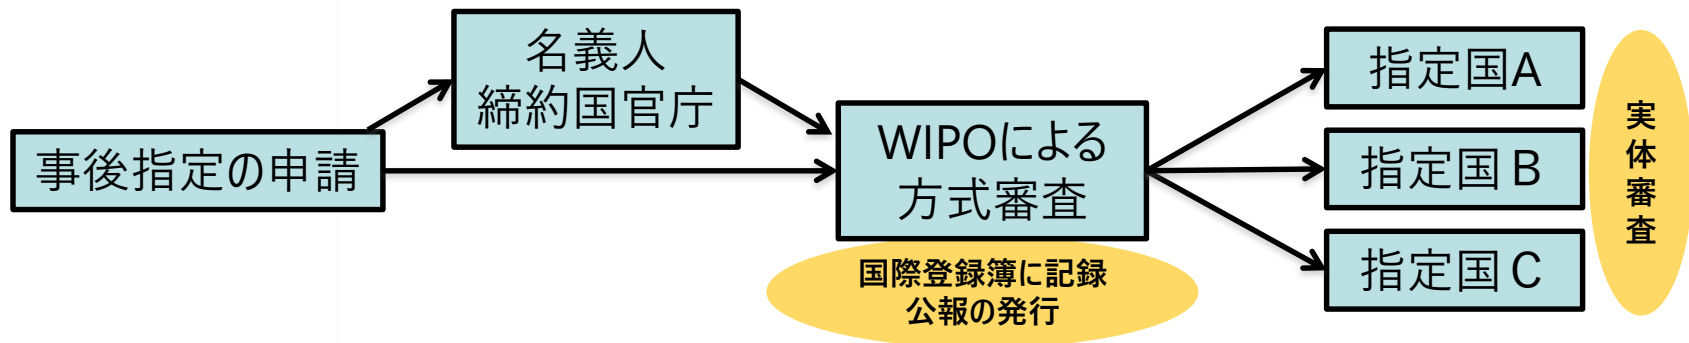 事後指定の申請
名義人
締約国官庁
WIPOによる
方式審査
国際登録簿に記録
公報の発行
指定国A
指定国B
指定国C
実体審査